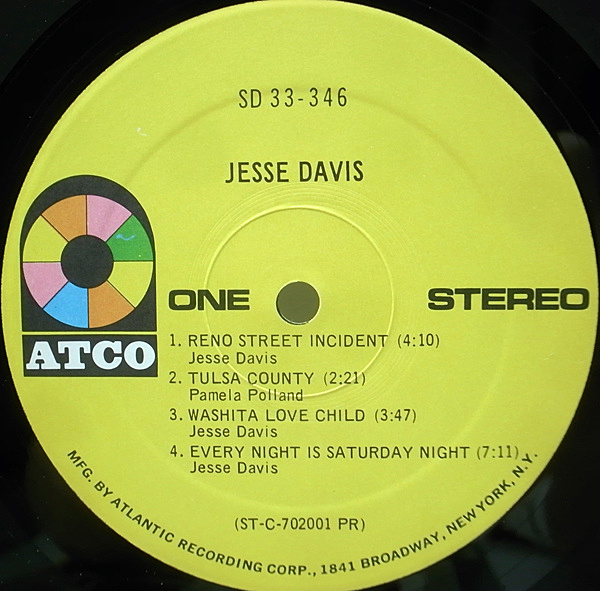 SD 33-346
JESSE DAVIS
ONE
STEREO
ATCO
1. RENO STREET INCIDENT (4:10)
Jesse Davis
2. TULSA COUNTY (2:21)
Pamela Polland
3. WASHITA LOVE CHILD (3:47)
Jesse Davis
4. EVERY NIGHT IS SATURDAY NIGHT (7:11)
Jesse Davis
(ST-C-702001 PR)
MFG. BY ATLANTIC RECORDING CORP., 1841 BROADWAY, NEW YORK, N.Y.